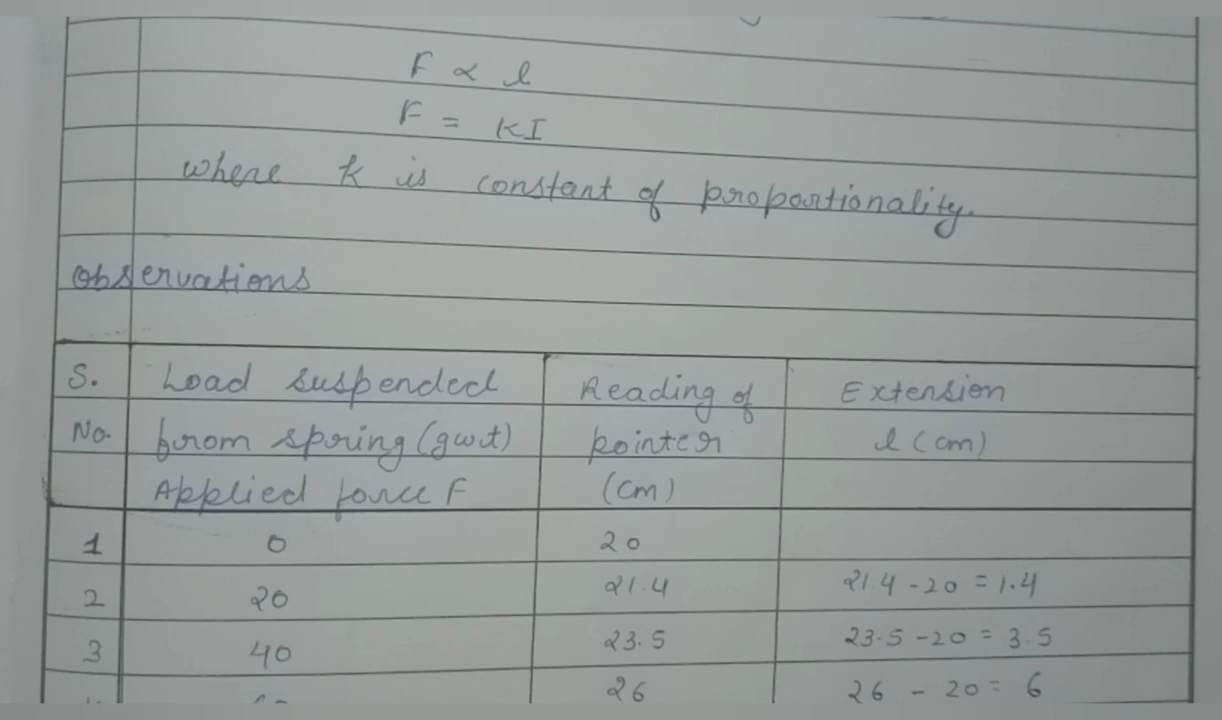 F ∝ l
F = KI
where k is constant of proportionality.
Observations
S. No. Load suspended from spring (gwt) Applied force F Reading of pointer (cm) Extension l (cm)
1 0 20
2 20 21.4 21.4 - 20 = 1.4
3 40 23.5 23.5 - 20 = 3.5
26 26 - 20 = 6